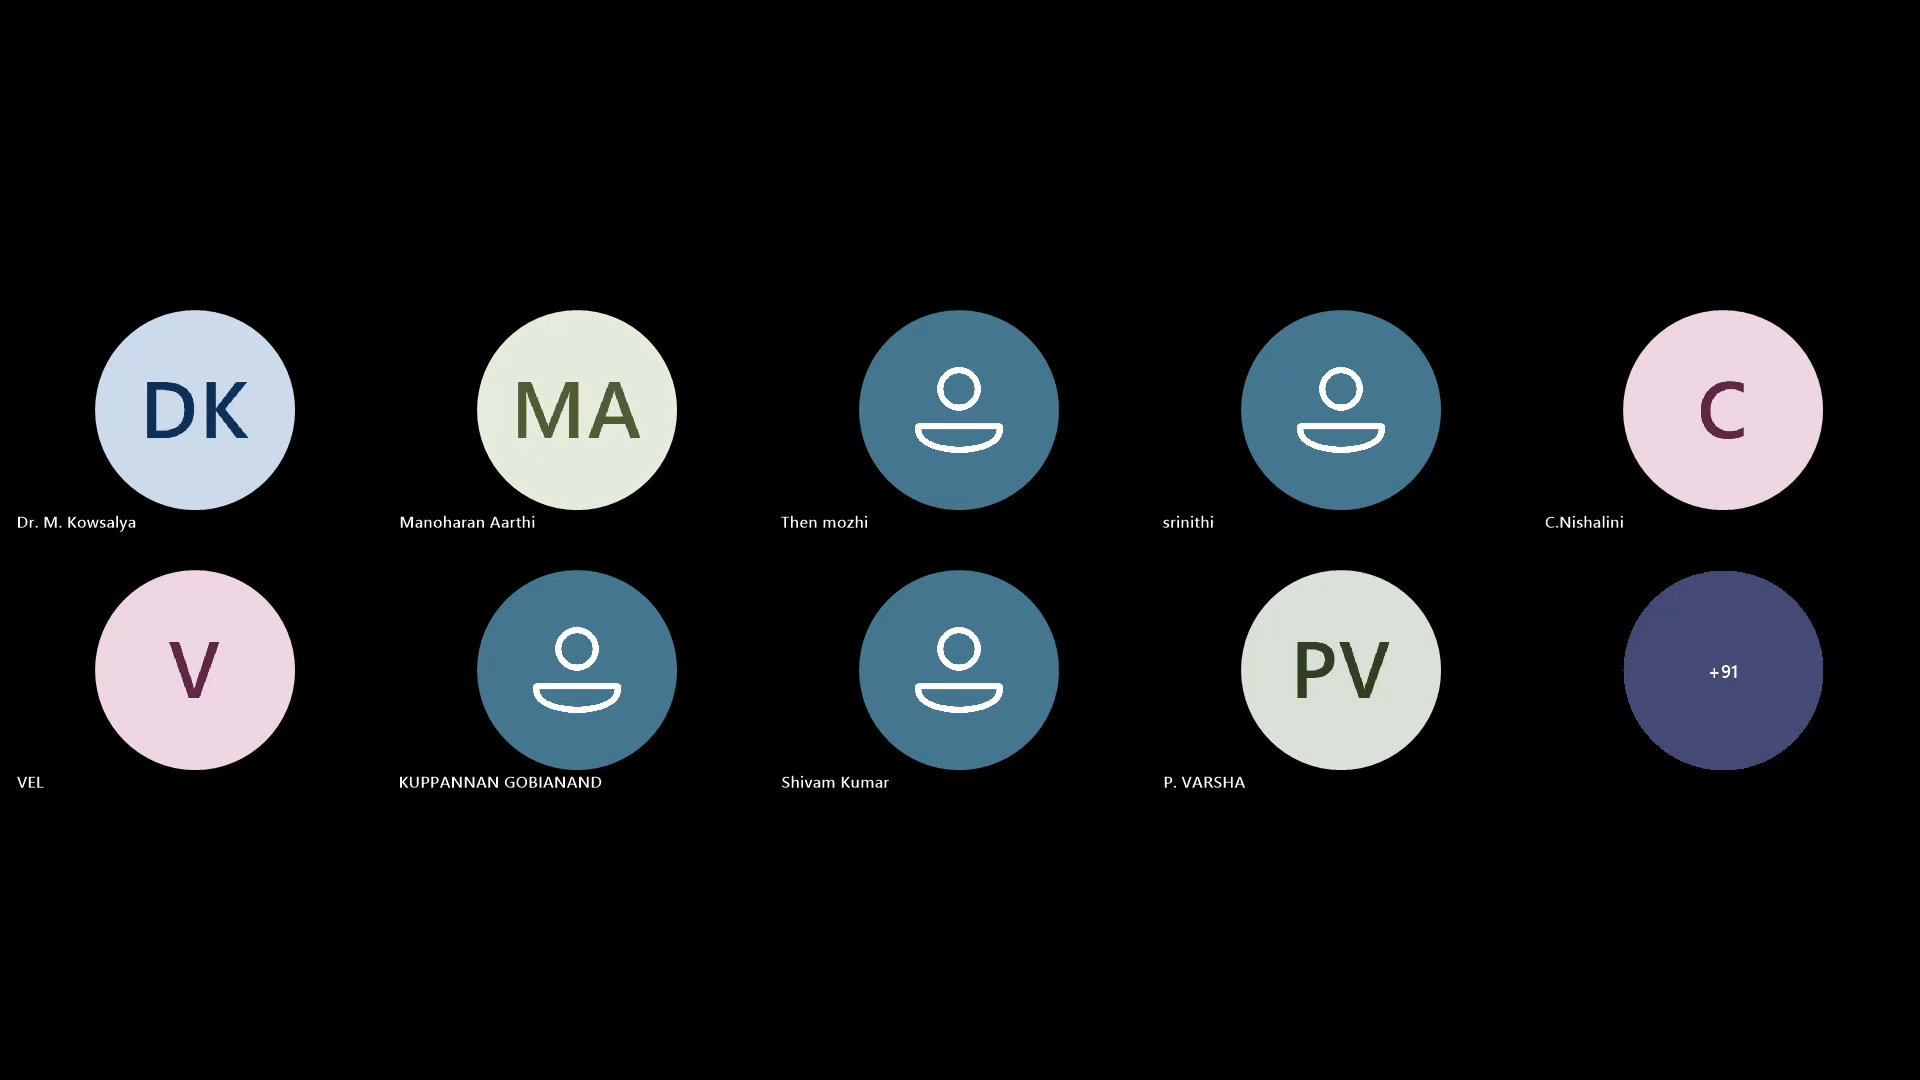 DK
MA
C
Dr. M. Kowsalya
Manoharan Aarthi
Then mozhi
srinithi
C.Nishalini
V
PV
+91
VEL
KUPPANNAN GOBIANAND
Shivam Kumar
P. VARSHA